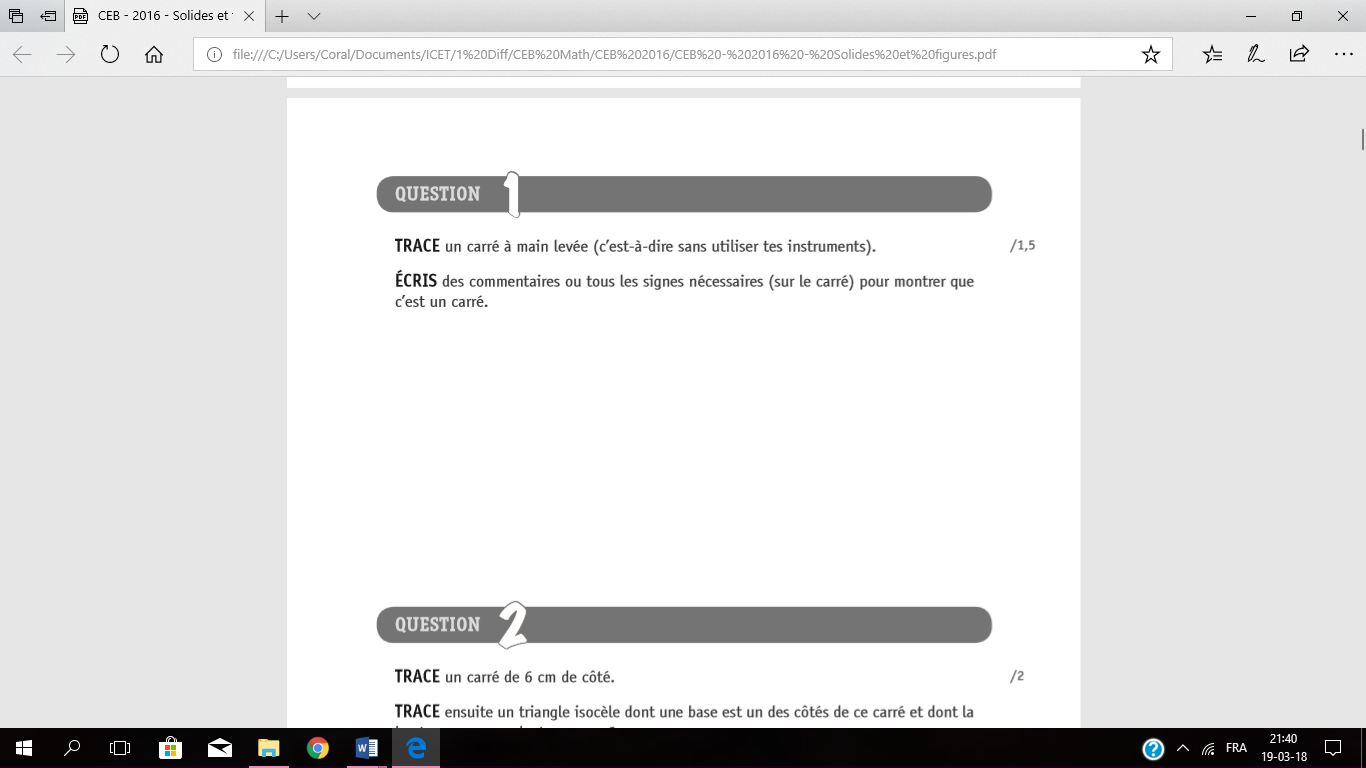 CEB - 2016 - Solides et
file:///C:/Users/Coral/Documents/ICET/1%20Diff/CEB%20Math/CEB%202016/CEB%20-%202016%20-%20Solides%20et%20figures.pdf
QUESTION 1
TRACE un carré à main levée (c'est-à-dire sans utiliser tes instruments). /1,5
ÉCRIS des commentaires ou tous les signes nécessaires (sur le carré) pour montrer que
c'est un carré.
QUESTION 2
TRACE un carré de 6 cm de côté. /2
TRACE ensuite un triangle isocèle dont une base est un des côtés de ce carré et dont la
FRA
21:40
19-03-18